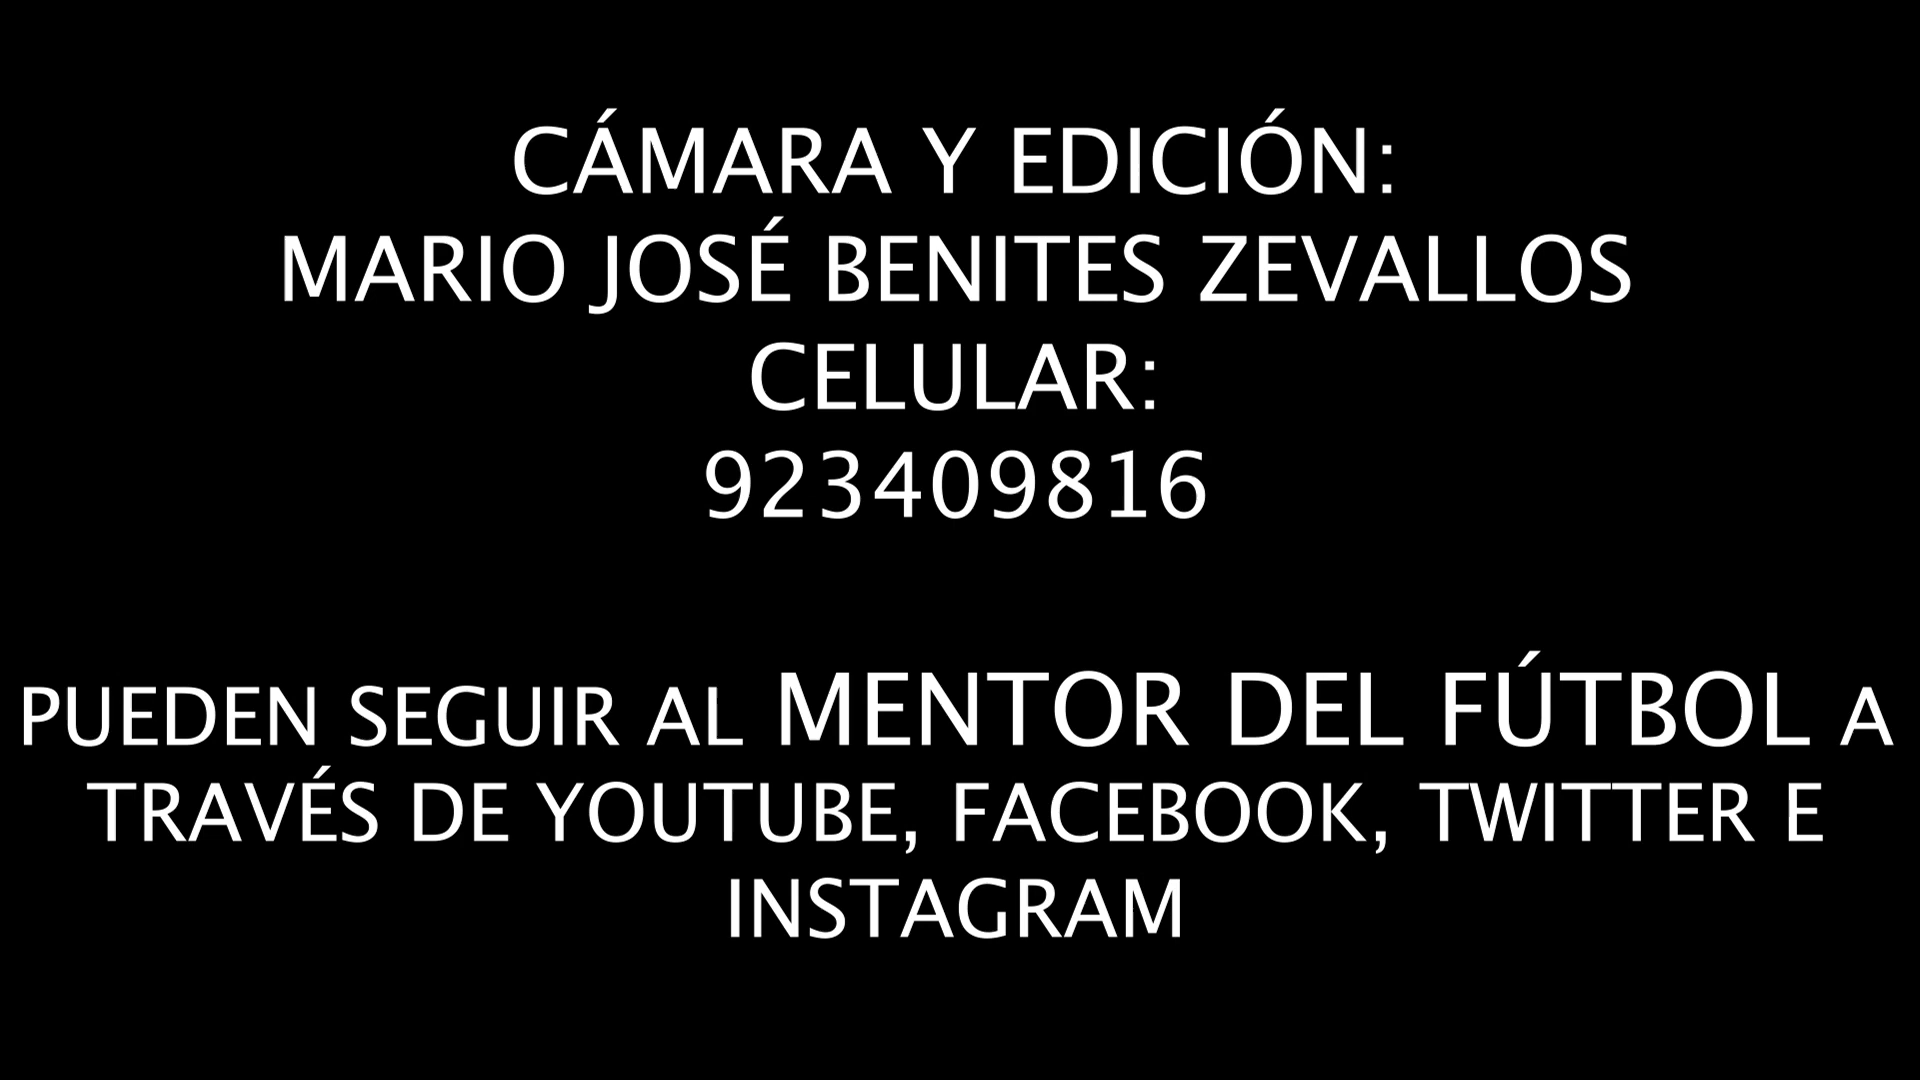 CÁMARA Y EDICIÓN:
MARIO JOSÉ BENITES ZEVALLOS
CELULAR:
923409816
PUEDEN SEGUIR AL MENTOR DEL FÚTBOL A
TRAVÉS DE YOUTUBE, FACEBOOK, TWITTER E
INSTAGRAM